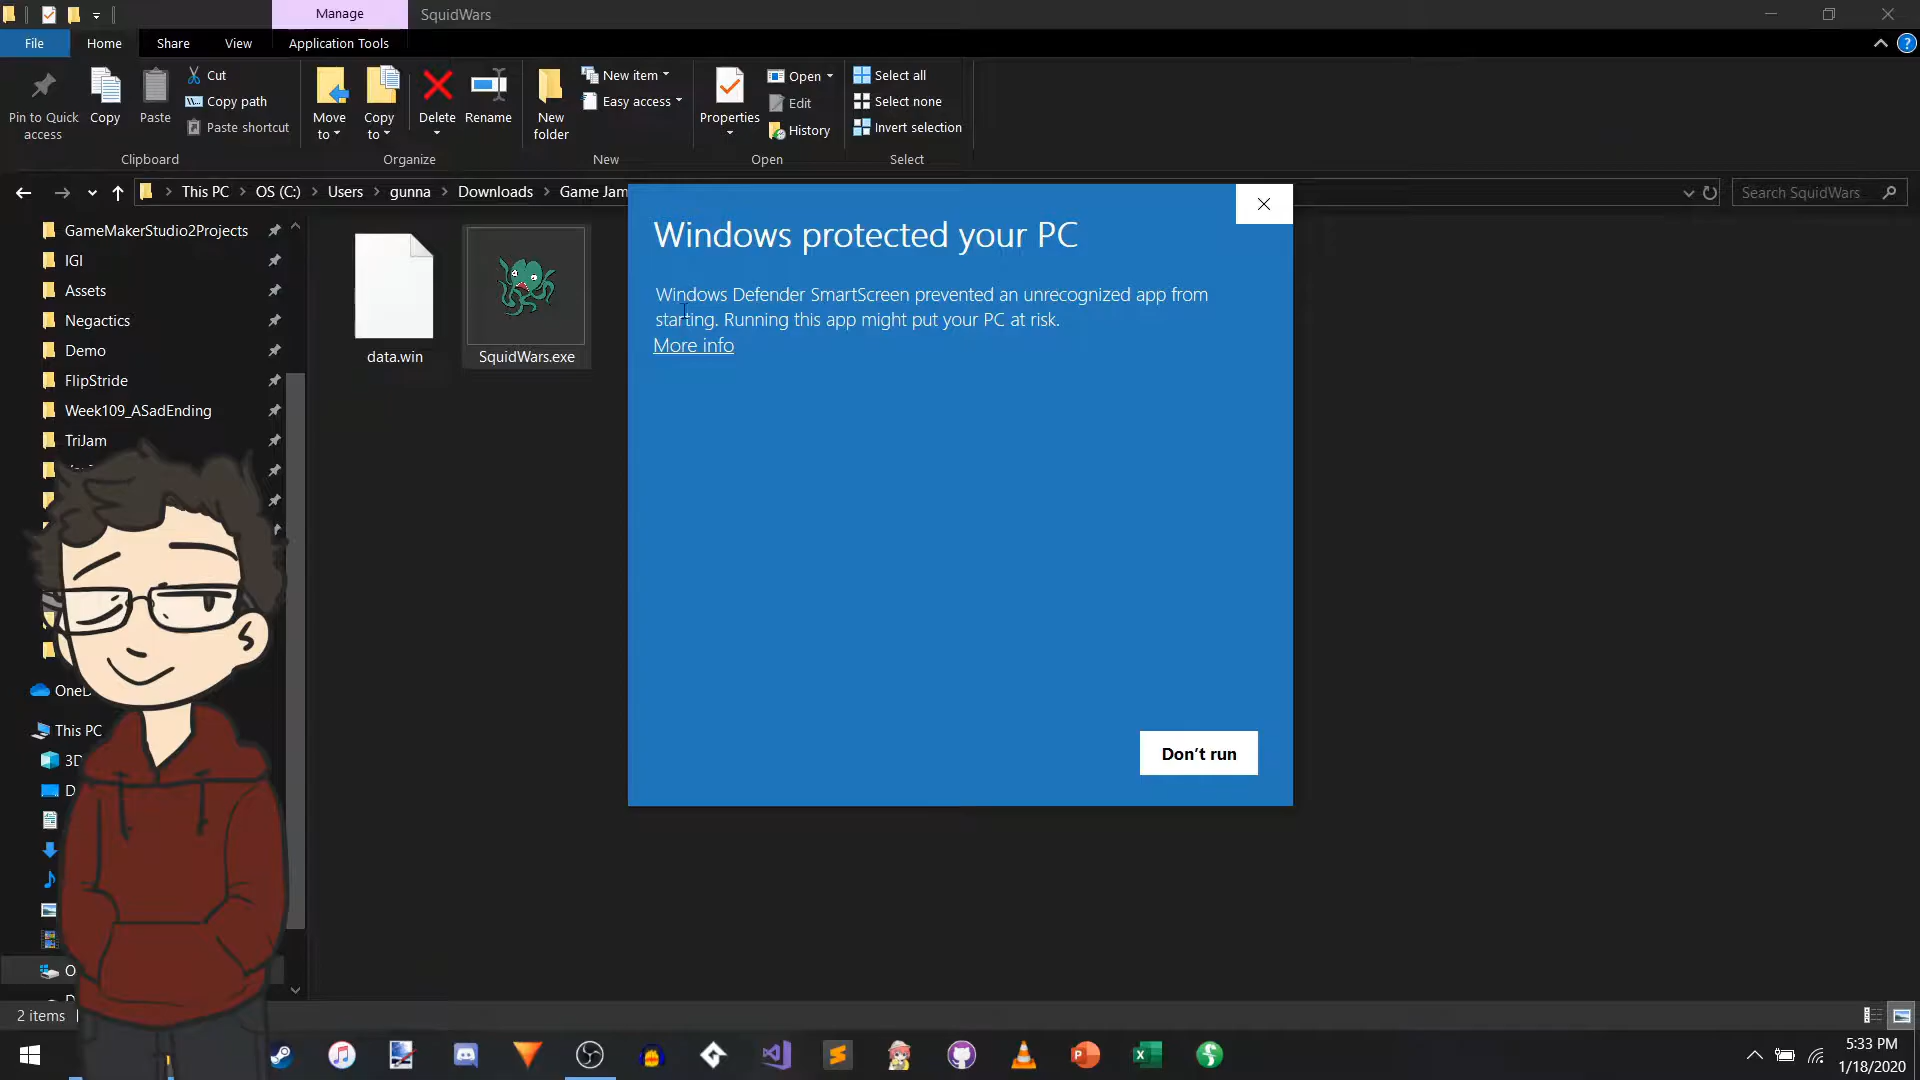 Manage
SquidWars
File
Home
Share
View
Application Tools
Pin to Quick access
Copy
Paste
Cut
Copy path
Paste shortcut
Clipboard
Move to
Copy to
Delete
Rename
Organize
New folder
New item
Easy access
New
Properties
Open
Edit
History
Open
Select all
Select none
Invert selection
Select
This PC
OS (C:)
Users
gunna
Downloads
Game Jam
Search SquidWars
GameMakerStudio2Projects
IGI
Assets
Negactics
Demo
FlipStride
Week109_ASadEnding
TriJam
This PC
data.win
SquidWars.exe
Windows protected your PC
Windows Defender SmartScreen prevented an unrecognized app from
starting. Running this app might put your PC at risk.
More info
Don't run
2 items
5:33 PM
1/18/2020